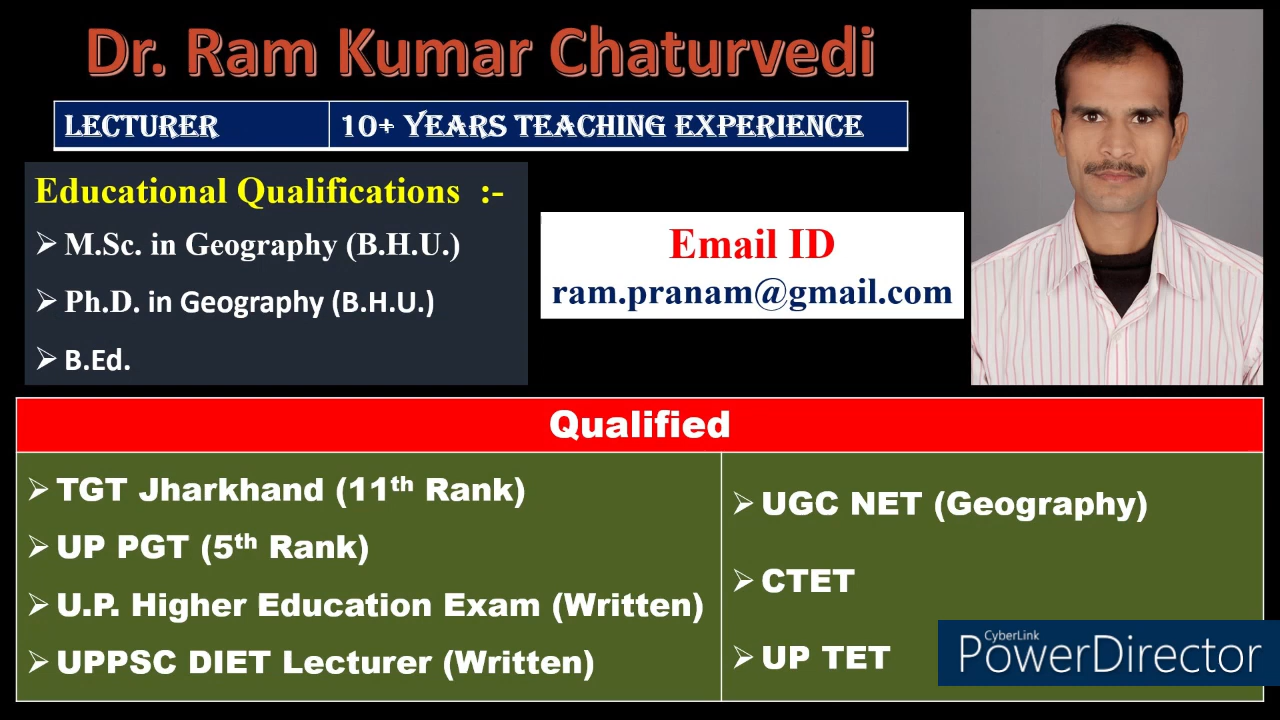 Dr. Ram Kumar Chaturvedi
LECTURER
10+ YEARS TEACHING EXPERIENCE
Educational Qualifications :-
➢ M.Sc. in Geography (B.H.U.)
➢ Ph.D. in Geography (B.H.U.)
➢ B.Ed.
Email ID
ram.pranam@gmail.com
Qualified
➢ TGT Jharkhand (11th Rank)
➢ UP PGT (5th Rank)
➢ U.P. Higher Education Exam (Written)
➢ UPPSC DIET Lecturer (Written)
➢ UGC NET (Geography)
➢ CTET
➢ UP TET
CyberLink
PowerDirector